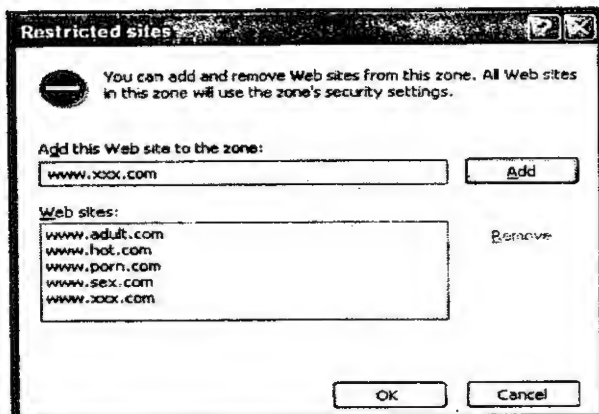 Restricted sites
You can add and remove Web sites from this zone. All Web sites
in this zone will use the zone's security settings.
Add this Web site to the zone:
www.xxx.com
Add
Web sites:
www.adult.com
www.hot.com
www.porn.com
www.sex.com
www.xxx.com
Remove
OK
Cancel